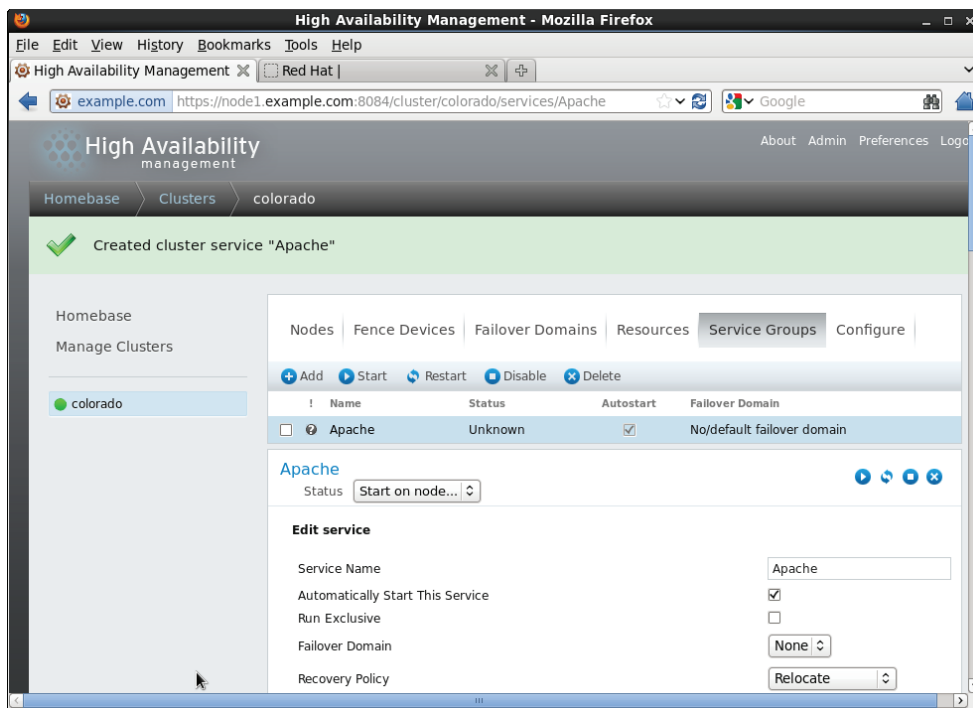 High Availability Management - Mozilla Firefox
File Edit View History Bookmarks Tools Help
High Availability Management Red Hat |
example.com https://node1.example.com:8084/cluster/colorado/services/Apache Google
High Availability
management
About Admin Preferences Logo
Homebase Clusters colorado
Created cluster service "Apache"
Homebase
Manage Clusters
colorado
Nodes Fence Devices Failover Domains Resources Service Groups Configure
Add Start Restart Disable Delete
! Name Status Autostart Failover Domain
? Apache Unknown No/default failover domain
Apache
Status Start on node...
Edit service
Service Name Apache
Automatically Start This Service
Run Exclusive
Failover Domain None
Recovery Policy Relocate